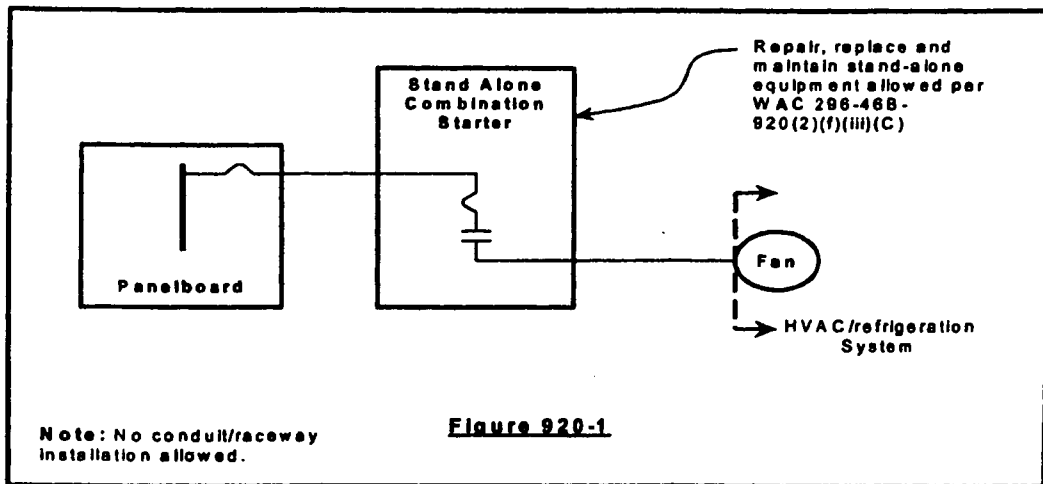 Stand Alone
Combination
Starter
Repair, replace and
maintain stand-alone
equipment allowed per
WAC 296-46B-
920(2)(f)(iii)(C)
Panelboard
Fan
HVAC/refrigeration
System
Figure 920-1
Note: No conduit/raceway
installation allowed.